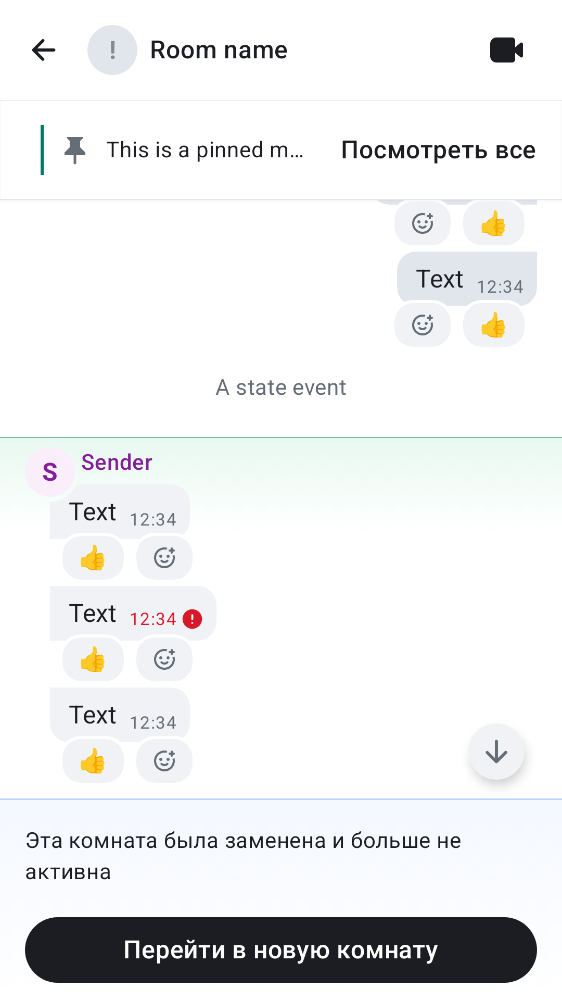 !
Room name
This is a pinned m…
Посмотреть все
Text 12:34
A state event
S
Sender
Text 12:34
Text 12:34 !
Text 12:34
Эта комната была заменена и больше не
активна
Перейти в новую комнату